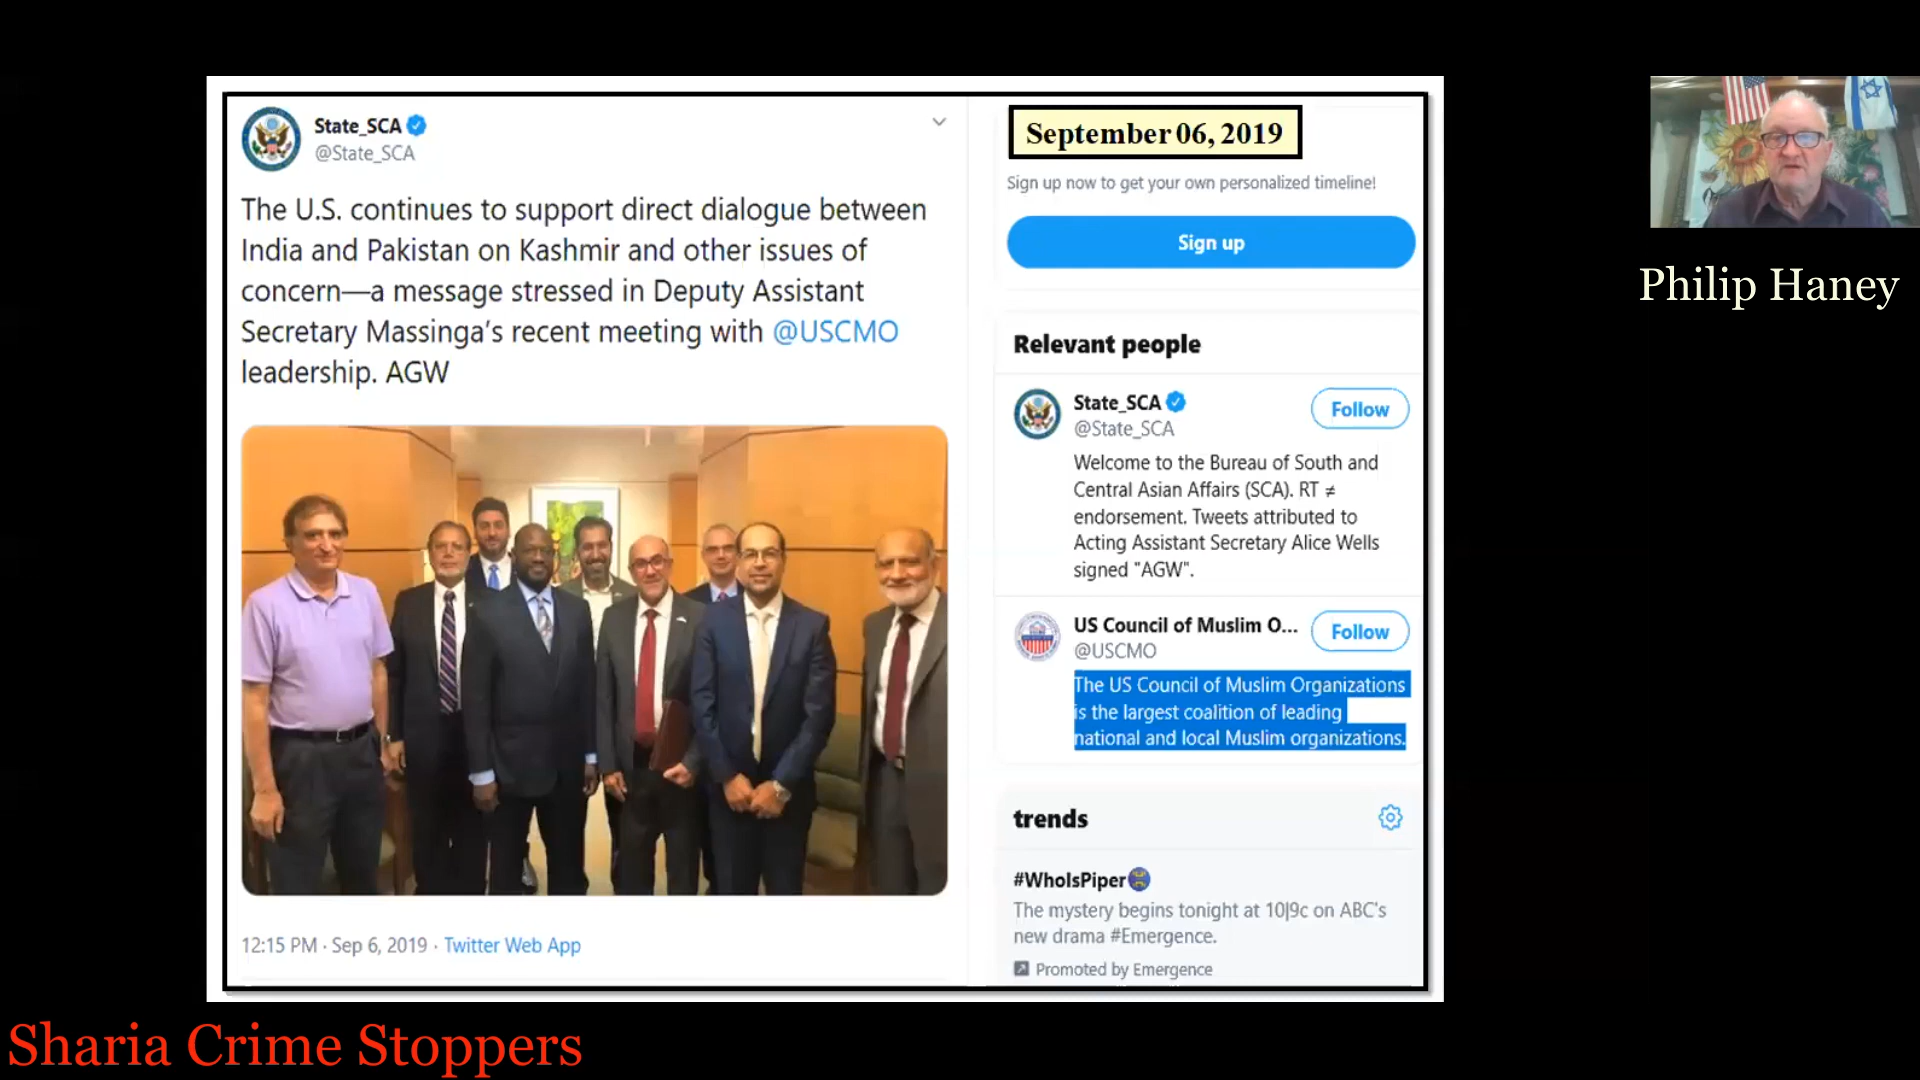 State_SCA
@State_SCA
The U.S. continues to support direct dialogue between
India and Pakistan on Kashmir and other issues of
concern—a message stressed in Deputy Assistant
Secretary Massinga's recent meeting with @USCMO
leadership. AGW
12:15 PM · Sep 6, 2019 · Twitter Web App
September 06, 2019
Sign up now to get your own personalized timeline!
Sign up
Relevant people
State_SCA
@State_SCA
Follow
Welcome to the Bureau of South and
Central Asian Affairs (SCA). RT ≠
endorsement. Tweets attributed to
Acting Assistant Secretary Alice Wells
signed "AGW".
US Council of Muslim O...
@USCMO
Follow
The US Council of Muslim Organizations
is the largest coalition of leading
national and local Muslim organizations.
trends
#WhoIsPiper
The mystery begins tonight at 10|9c on ABC's
new drama #Emergence.
Promoted by Emergence
Philip Haney
Sharia Crime Stoppers